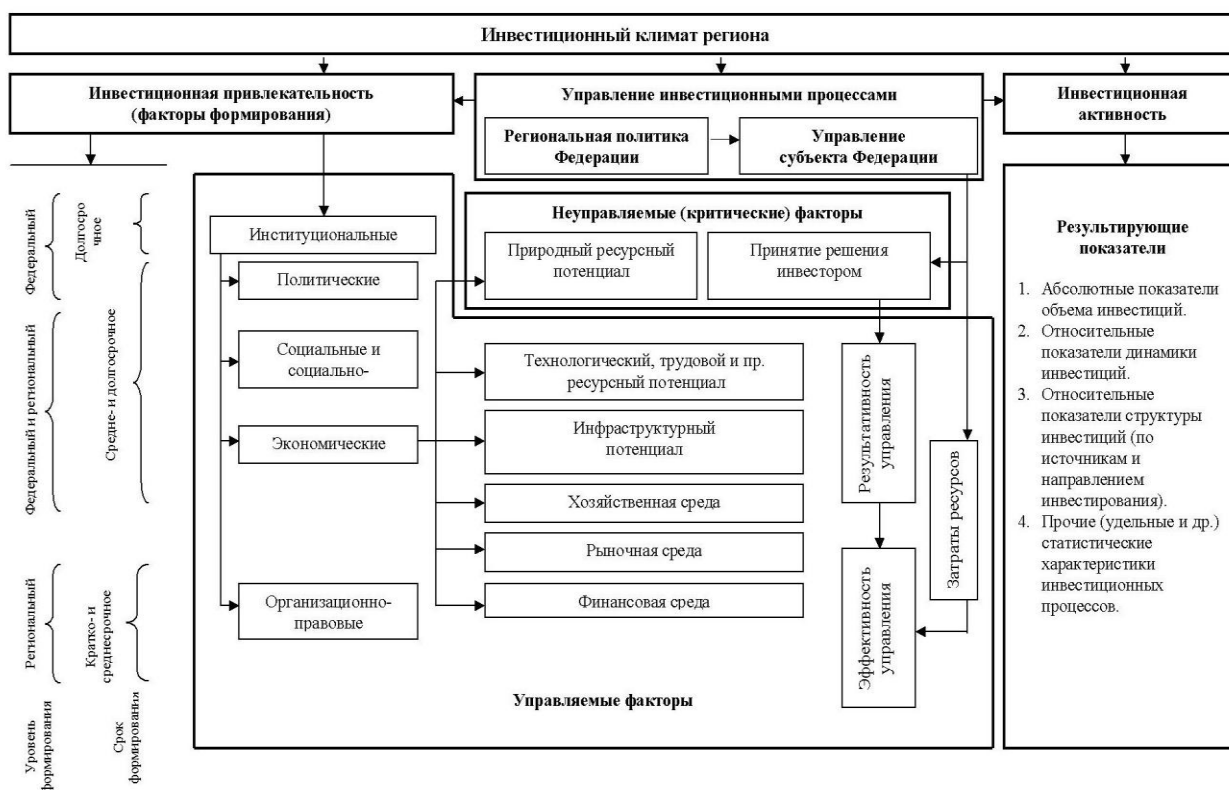 Инвестиционный климат региона
Инвестиционная привлекательность
(факторы формирования)
Управление инвестиционными процессами
Региональная политика
Федерации
Управление
субъекта Федерации
Инвестиционная
активность
Неуправляемые (критические) факторы
Природный ресурсный
потенциал
Принятие решения
инвестором
Институциональные
Политические
Социальные и
социально-
Экономические
Организационно-
правовые
Технологический, трудовой и пр.
ресурсный потенциал
Инфраструктурный
потенциал
Хозяйственная среда
Рыночная среда
Финансовая среда
Результативность
управления
Эффективность
управления
Затраты ресурсов
Управляемые факторы
Результирующие
показатели
1. Абсолютные показатели
объема инвестиций.
2. Относительные
показатели динамики
инвестиций.
3. Относительные
показатели структуры
инвестиций (по
источникам и
направлением
инвестирования).
4. Прочие (удельные и др.)
статистические
характеристики
инвестиционных
процессов.
Федеральный
Долгосро
чное
Федеральный и региональный
Средне- и долгосрочное
Региональный
Кратко- и
среднесрочное
Уровень
формирования
Срок
формирования